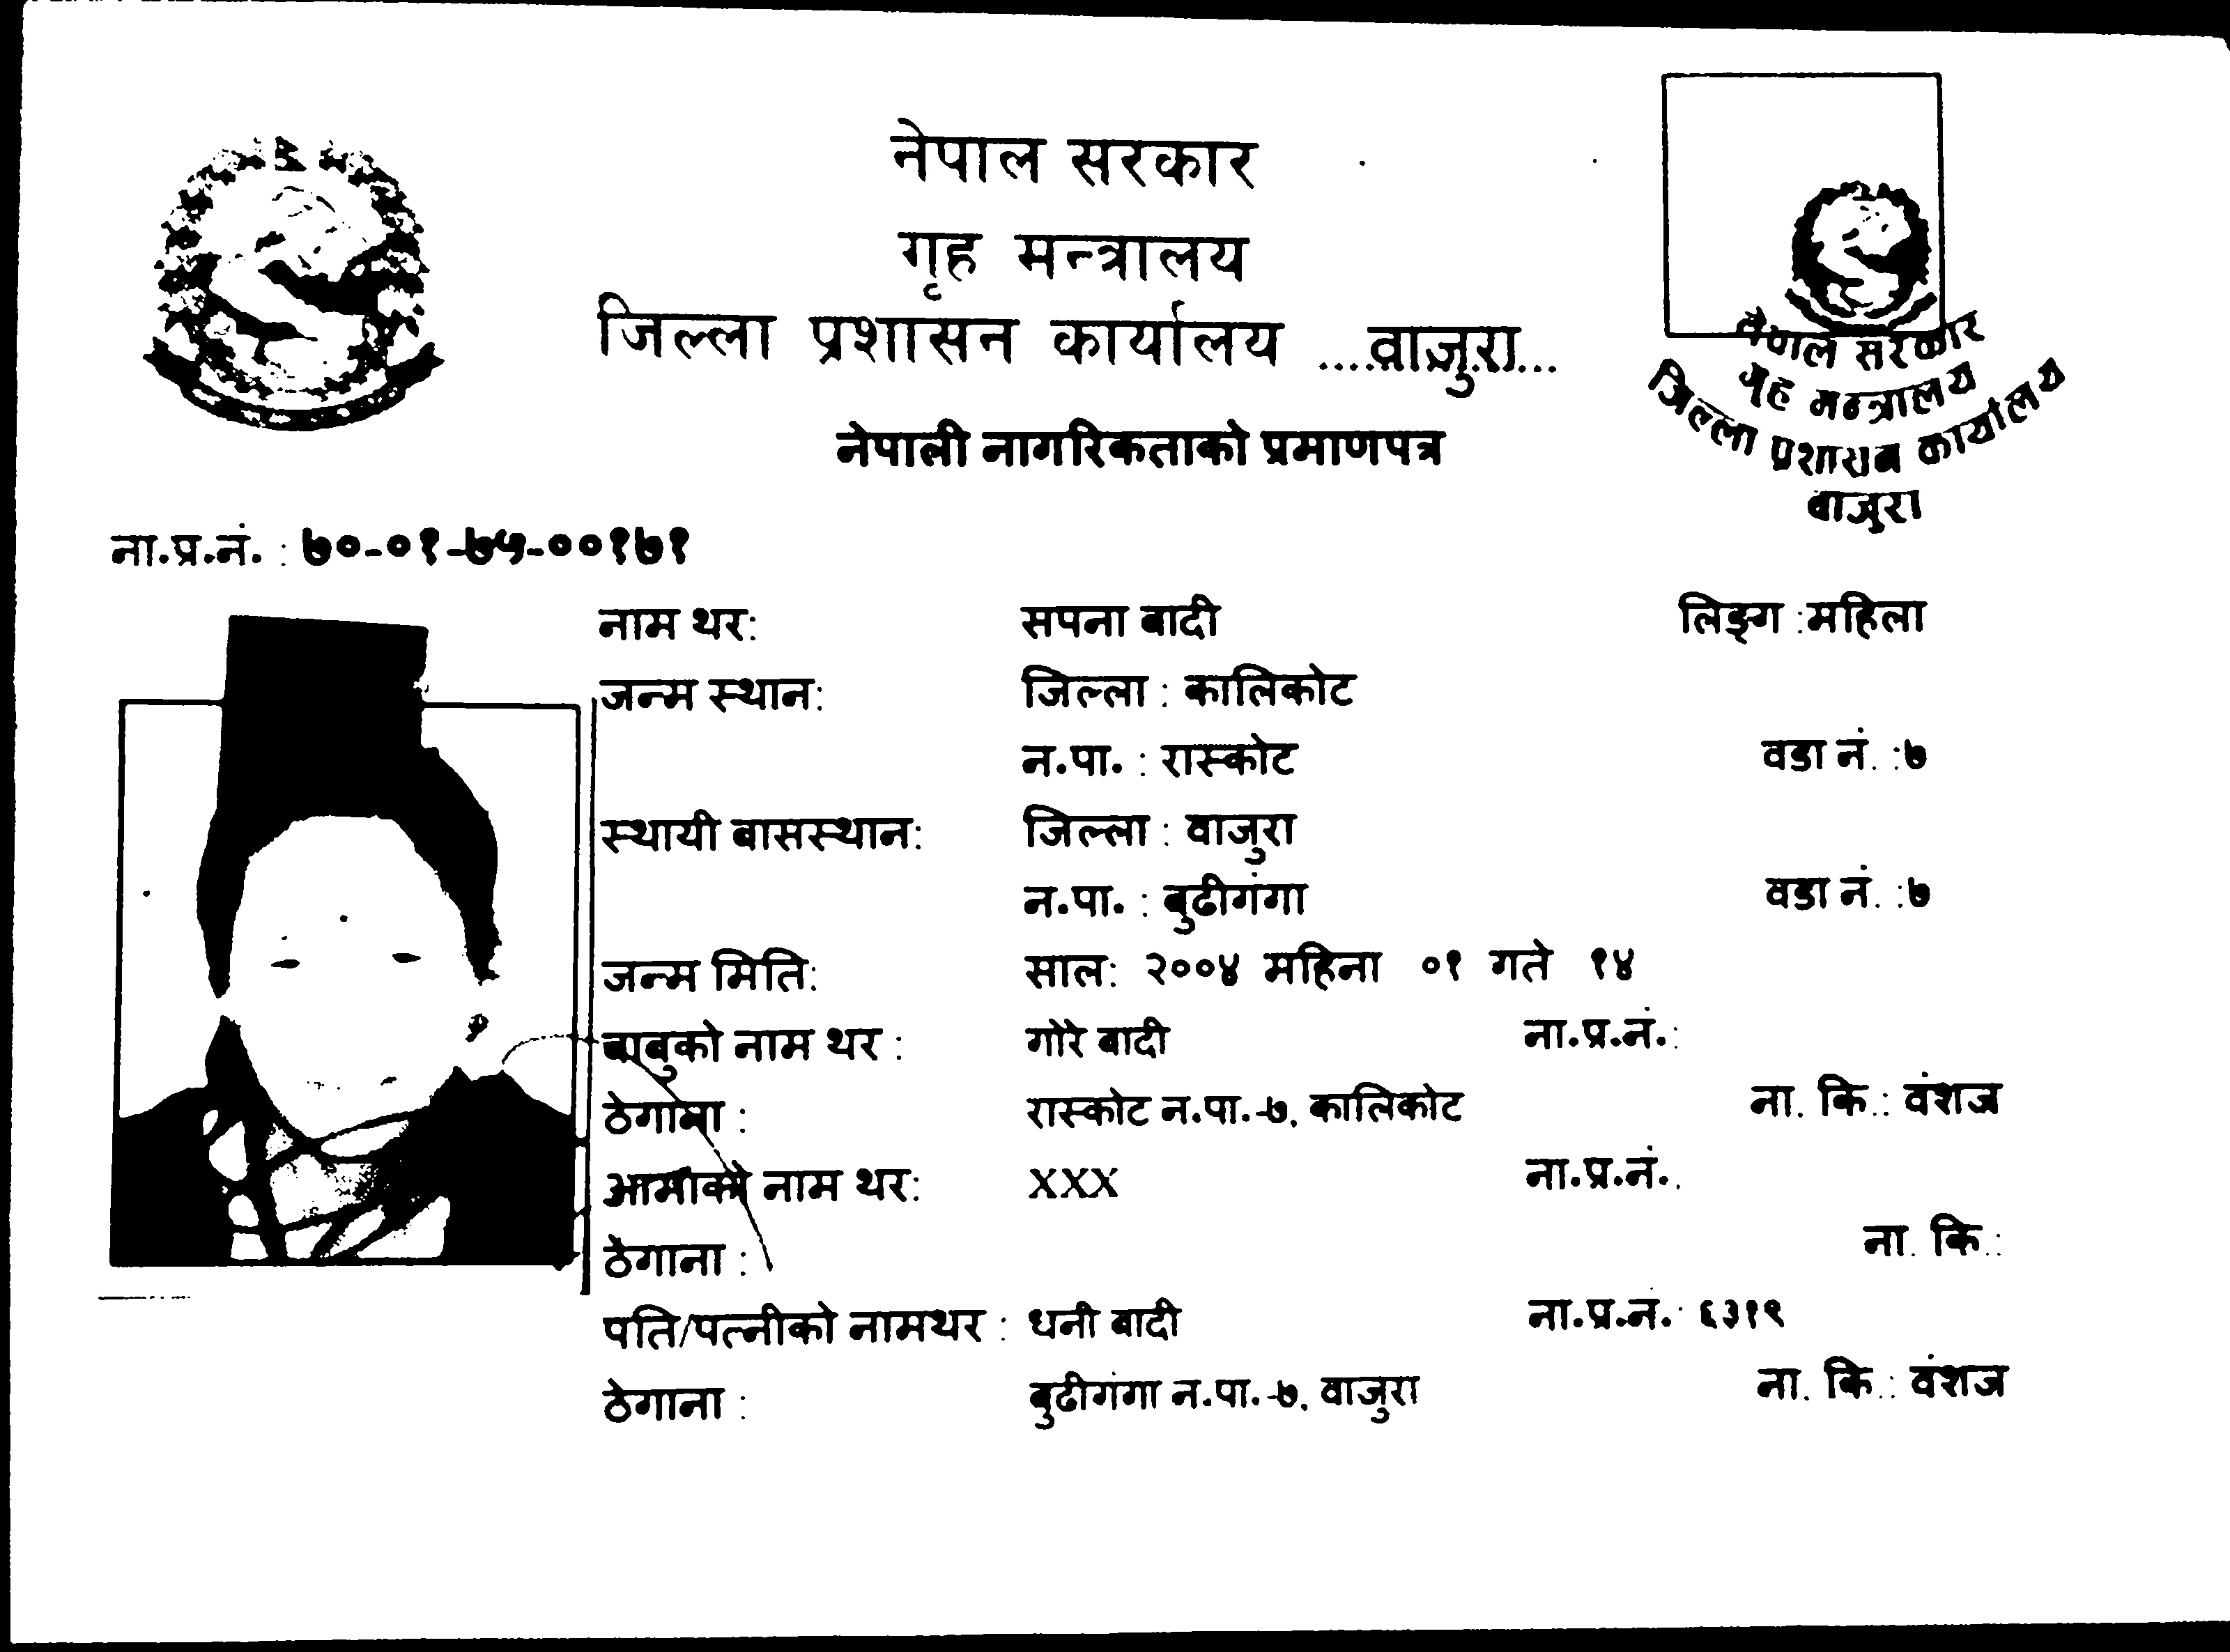 नेपाल सरकार
गृह मन्त्रालय
जिल्ला प्रशासन कार्यालय ....वाजुरा....
नेपाली नागरिकताको प्रमाणपत्र
नेपाल सरकार
गृह मन्त्रालय
जिल्ला प्रशासन कार्यालय
बाजुरा
ना.प्र.नं. : ७०-०१-७५-००१७१
नाम थर: सपना बादी लिङ्ग :महिला
जन्म स्थान: जिल्ला : कालिकोट
न.पा. : रास्कोट वडा नं. :७
स्थायी बासस्थान: जिल्ला : वाजुरा
न.पा. : बुढीगंगा वडा नं. :७
जन्म मिति: साल: २००४ महिना ०१ गते १४
बाबुको नाम थर : गोरे बादी ना.प्र.नं.:
ठेगाना : रास्कोट न.पा.-७, कालिकोट ना. कि.: वंशज
आमाको नाम थर: XXX ना.प्र.नं.:
ठेगाना : ना. कि.:
पति/पत्नीको नामथर : धनी बादी ना.प्र.नं.: ६३१९
ठेगाना : बुढीगंगा न.पा.-७, वाजुरा ना. कि.: वंशज